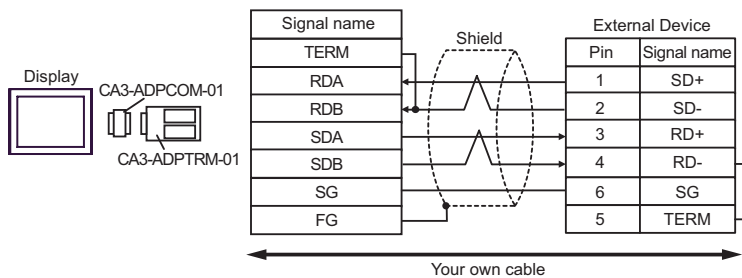 Display
CA3-ADPCOM-01
CA3-ADPTRM-01
Signal name
TERM
RDA
RDB
SDA
SDB
SG
FG
Shield
External Device
Pin Signal name
1 SD+
2 SD-
3 RD+
4 RD-
6 SG
5 TERM
Your own cable